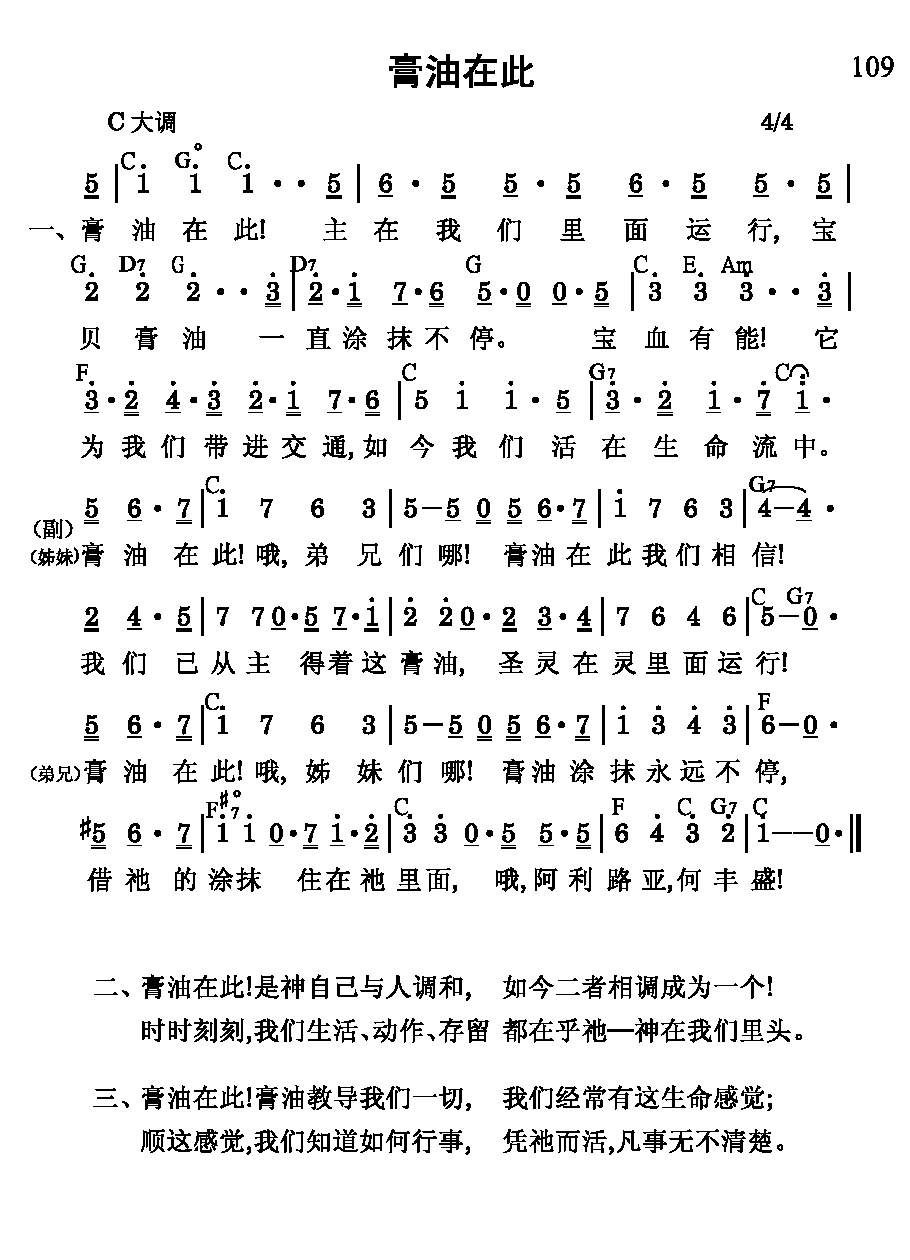 膏油在此
109
C大调 4/4
C G° C
5 | 1 1 1 · · 5 | 6 · 5 5 · 5 6 · 5 5 · 5 |
一、膏 油 在 此! 主 在 我 们 里 面 运 行, 宝
G D7 G D7 G C E Am
2 2 2 · · 3 | 2 · 1 7 · 6 5 · 0 0 · 5 | 3 3 3 · · 3 |
贝 膏 油 一 直 涂 抹 不 停。 宝 血 有 能! 它
F C G7 C
3 · 2 4 · 3 2 · 1 7 · 6 | 5 1 1 · 5 | 3 · 2 1 · 7 1 ·
为 我 们 带 进 交 通, 如 今 我 们 活 在 生 命 流 中。
C G7
5 6 · 7 | 1 7 6 3 | 5 – 5 0 5 6 · 7 | 1 7 6 3 | 4 – 4 ·
(副)
(姊妹)膏 油 在 此! 哦, 弟 兄 们 哪! 膏 油 在 此 我 们 相 信!
C G7
2 4 · 5 | 7 7 0 · 5 7 · 1 | 2 2 0 · 2 3 · 4 | 7 6 4 6 | 5 – 0 ·
我 们 已 从 主 得 着 这 膏 油, 圣 灵 在 灵 里 面 运 行!
C F
5 6 · 7 | 1 7 6 3 | 5 – 5 0 5 6 · 7 | 1 3 4 3 | 6 – 0 ·
(弟兄)膏 油 在 此! 哦, 姊 妹 们 哪! 膏 油 涂 抹 永 远 不 停,
F#7° C F C G7 C
#5 6 · 7 | 1 1 0 · 7 1 · 2 | 3 3 0 · 5 5 · 5 | 6 4 3 2 | 1 – – 0 · ‖
借 祂 的 涂 抹 住 在 祂 里 面, 哦, 阿 利 路 亚, 何 丰 盛!
二、膏油在此!是神自己与人调和, 如今二者相调成为一个!
时时刻刻,我们生活、动作、存留 都在乎祂—神在我们里头。
三、膏油在此!膏油教导我们一切, 我们经常有这生命感觉;
顺这感觉,我们知道如何行事, 凭祂而活,凡事无不清楚。